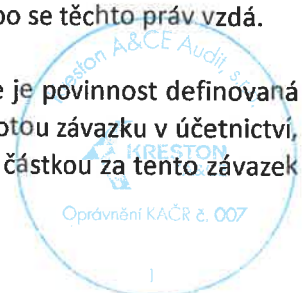 po se těchto práv vzdá.
Kreston A&CE Audit, s.r.o.
e je povinnost definovaná
otou závazku v účetnictví,
KRESTON
částkou za tento závazek
Oprávnění KAČR č. 007
1